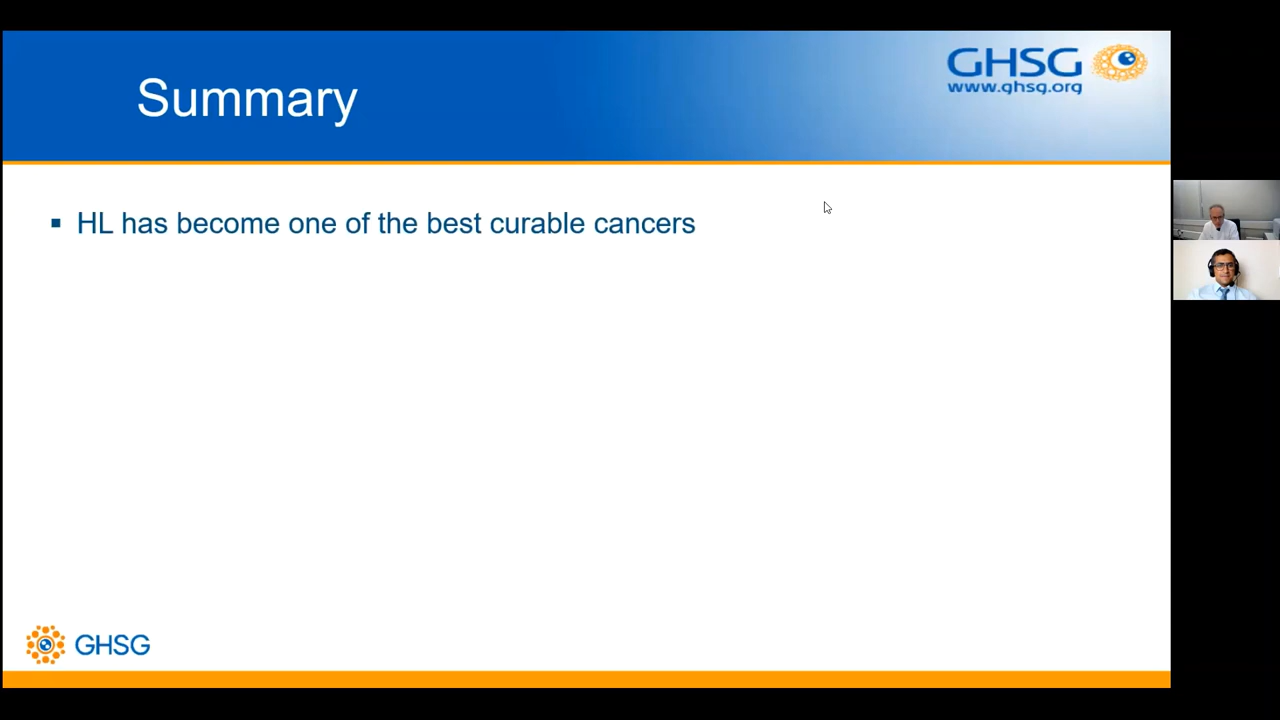 Summary
GHSG
www.ghsg.org
▪ HL has become one of the best curable cancers
GHSG